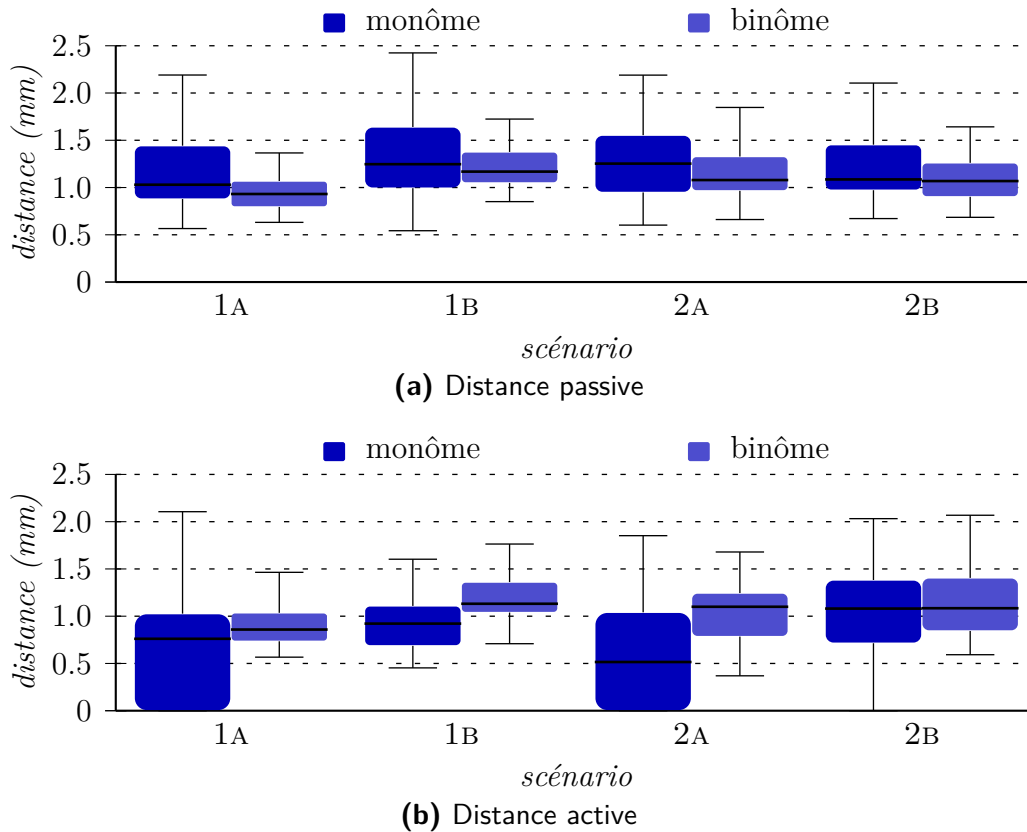 monôme binôme
2.5
2.0
1.5
1.0
0.5
0
distance (mm)
1A 1B 2A 2B
scénario
(a) Distance passive
monôme binôme
2.5
2.0
1.5
1.0
0.5
0
distance (mm)
1A 1B 2A 2B
scénario
(b) Distance active